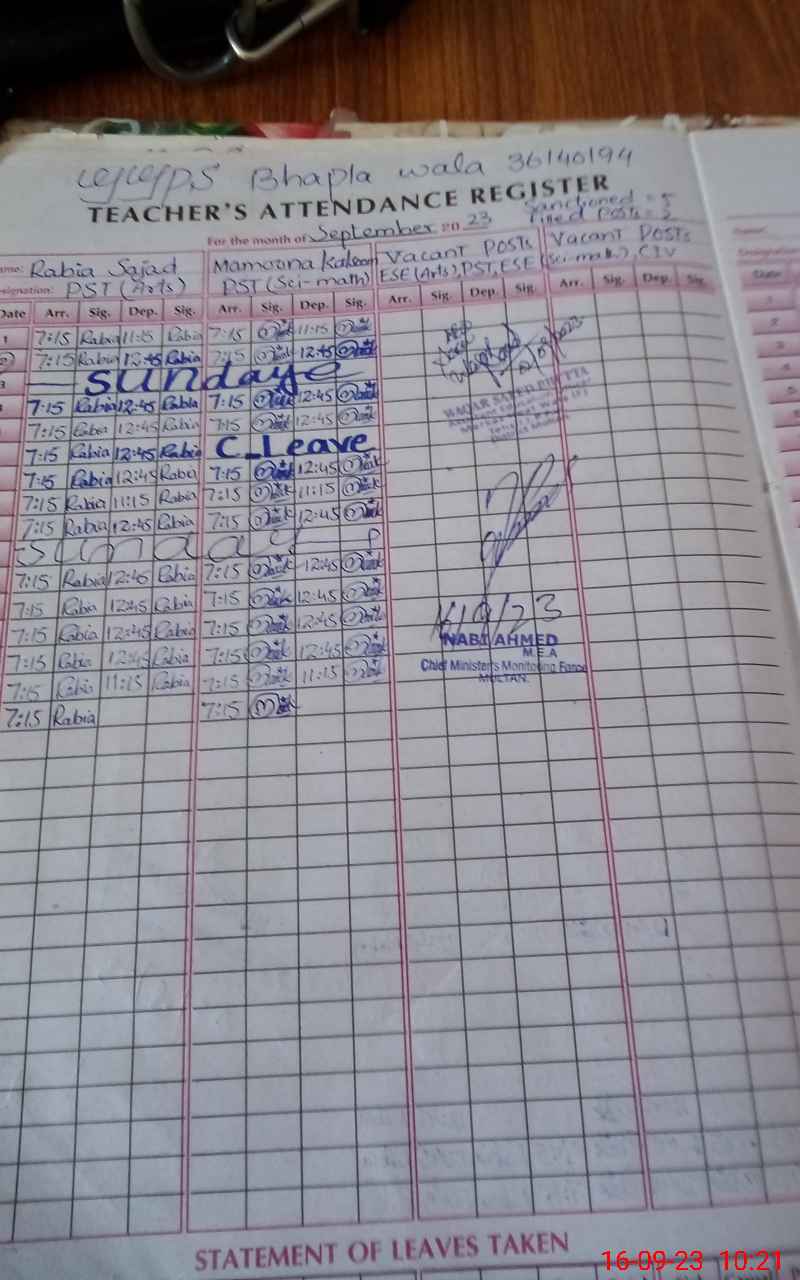 Bhapla wala 36140194
TEACHER'S ATTENDANCE REGISTER
Sanctioned = 5
For the month of September 2023
Name: Rabia Sajad Mamoona Kalsoom Vacant Posts Vacant Posts
Designation: PST (Arts) PST (Sci-math) ESE (Arts), PST, ESE (Sci-math), CIV
Date Arr. Sig. Dep. Sig. Arr. Sig. Dep. Sig. Arr. Sig. Dep. Sig. Arr. Sig. Dep. Sig.
1 7:15 Rabia 11:15 Rabia 7:15 11:15
2 7:15 Rabia 12:45 Rabia 7:15 12:45
3 Sunday
7:15 Rabia 12:45 Rabia 7:15 12:45
7:15 Rabia 12:45 Rabia 7:15 12:45
7:15 Rabia 12:45 Rabia C_Leave
7:15 Rabia 12:45 Rabia 7:15 12:45
7:15 Rabia 11:15 Rabia 7:15 11:15
7:15 Rabia 12:45 Rabia 7:15 12:45
Sunday
7:15 Rabia 12:45 Rabia 7:15 12:45
7:15 Rabia 12:45 Rabia 7:15 12:45
7:15 Rabia 12:45 Rabia 7:15 12:45
7:15 Rabia 12:45 Rabia 7:15 12:45
7:15 Rabia 11:15 Rabia 7:15 11:15
7:15 Rabia 7:15
16/9/23
NABI AHMED
M.E.A
Chief Minister's Monitoring Force
MULTAN.
STATEMENT OF LEAVES TAKEN
16-09-23 10:21